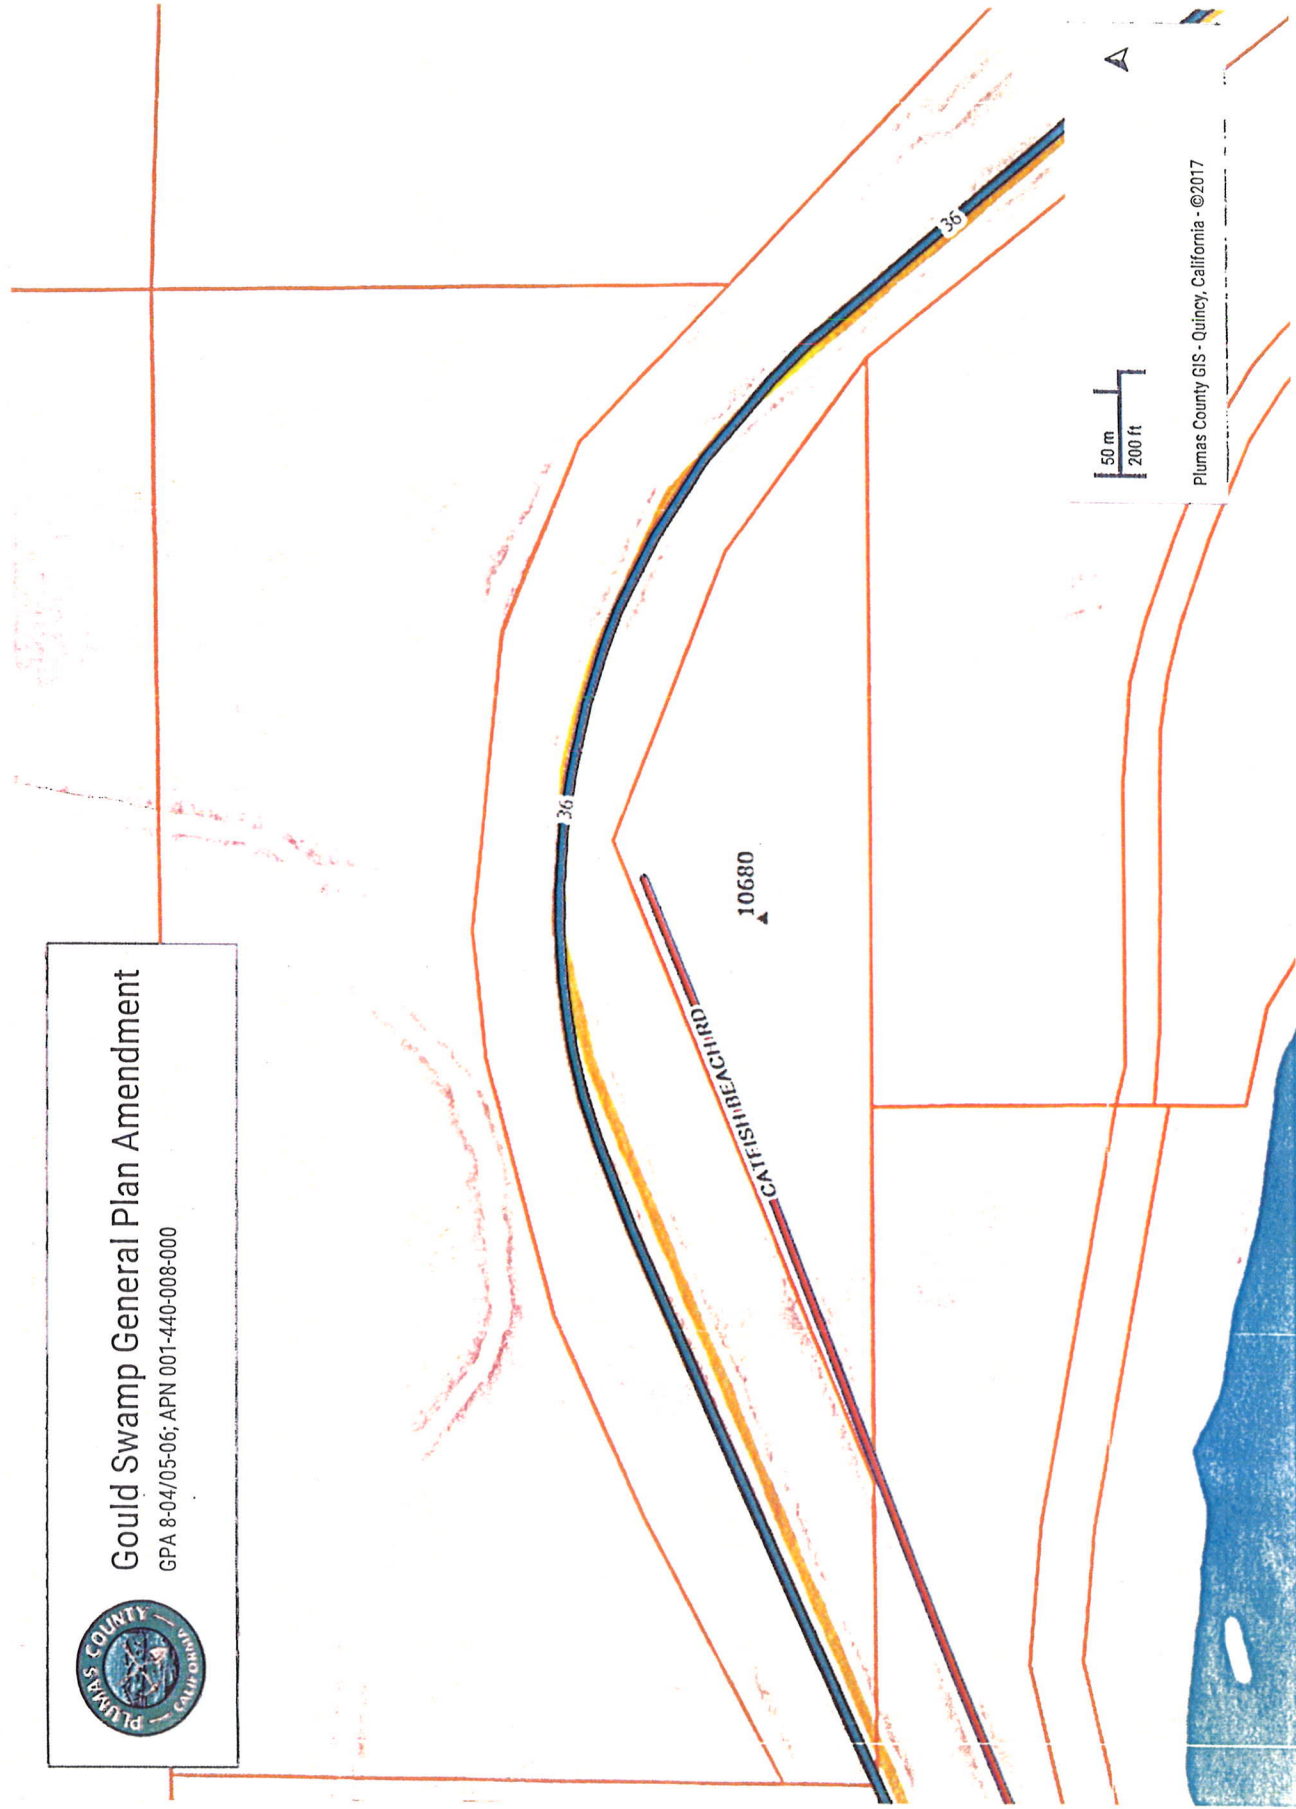 PLUMAS COUNTY
CALIFORNIA
Gould Swamp General Plan Amendment
GPA 8-04/05-06; APN 001-440-008-000
36
36
10680
CATFISH BEACH RD
50 m
200 ft
Plumas County GIS - Quincy, California - ©2017